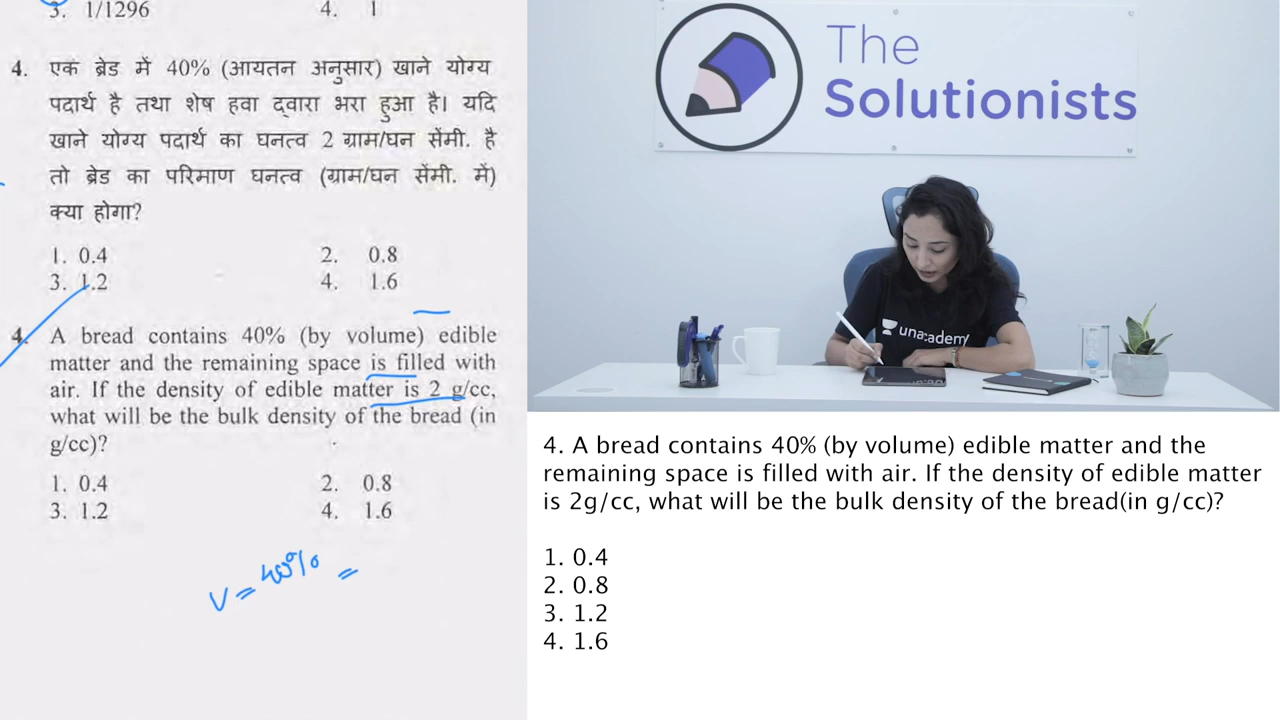 3. 1/1296 4. 1
4. एक ब्रेड में 40% (आयतन अनुसार) खाने योग्य
पदार्थ है तथा शेष हवा द्वारा भरा हुआ है। यदि
खाने योग्य पदार्थ का घनत्व 2 ग्राम/घन सेंमी. है
तो ब्रेड का परिमाण घनत्व (ग्राम/घन सेंमी. में)
क्या होगा?
1. 0.4 2. 0.8
3. 1.2 4. 1.6
4. A bread contains 40% (by volume) edible
matter and the remaining space is filled with
air. If the density of edible matter is 2 g/cc,
what will be the bulk density of the bread (in
g/cc)?
1. 0.4 2. 0.8
3. 1.2 4. 1.6
V = 40% =
The
Solutionists
unacademy
4. A bread contains 40% (by volume) edible matter and the
remaining space is filled with air. If the density of edible matter
is 2g/cc, what will be the bulk density of the bread(in g/cc)?
1. 0.4
2. 0.8
3. 1.2
4. 1.6